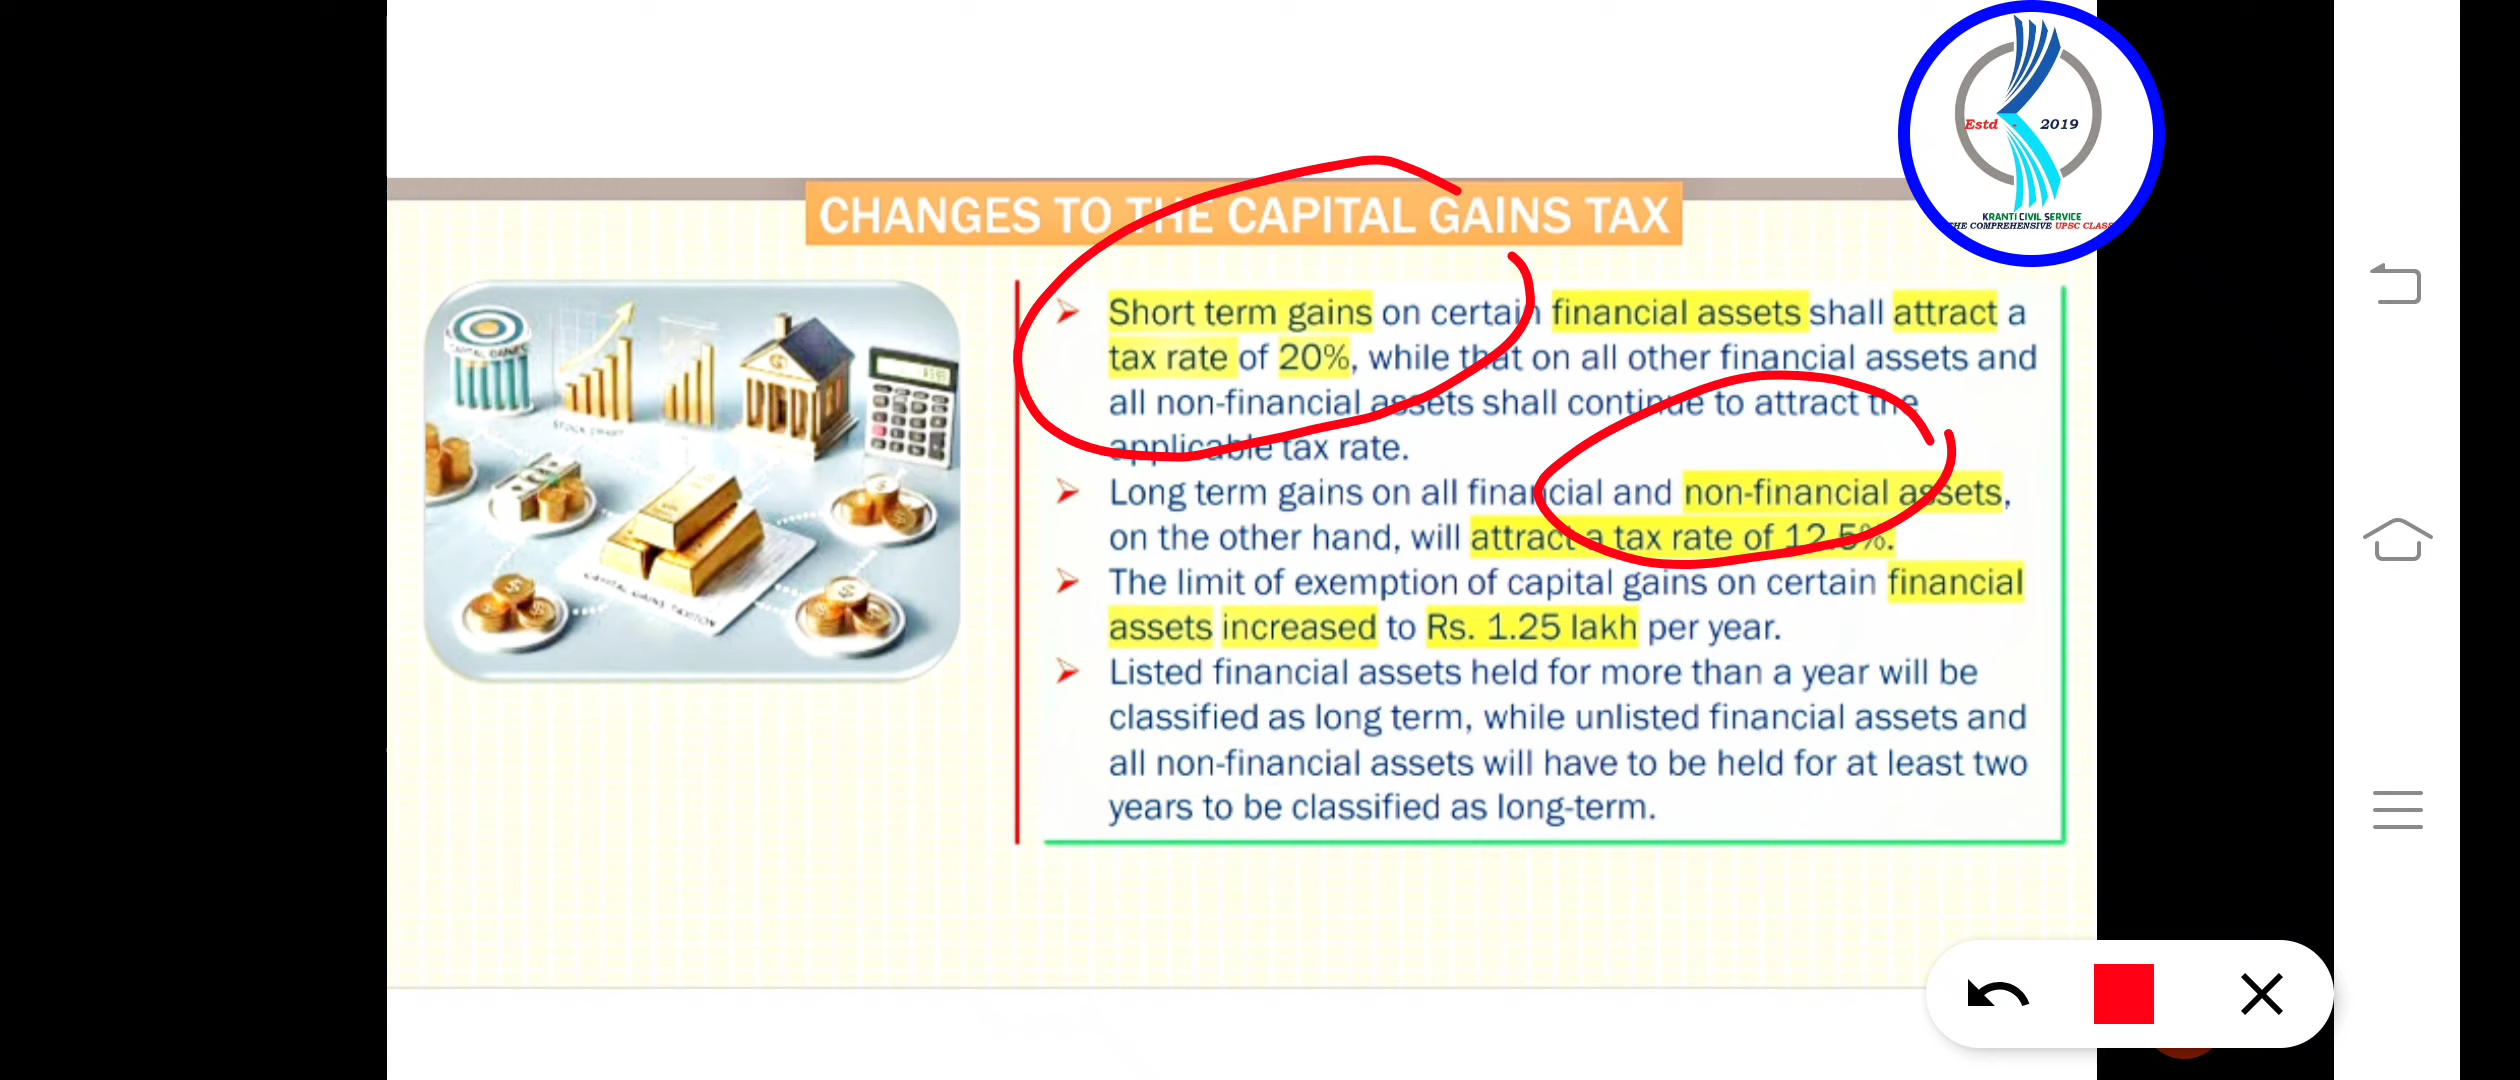 Estd - 2019
KRANTI CIVIL SERVICE
THE COMPREHENSIVE UPSC CLASS
CHANGES TO THE CAPITAL GAINS TAX
Short term gains on certain financial assets shall attract a
tax rate of 20%, while that on all other financial assets and
all non-financial assets shall continue to attract the
applicable tax rate.
Long term gains on all financial and non-financial assets,
on the other hand, will attract a tax rate of 12.5%.
The limit of exemption of capital gains on certain financial
assets increased to Rs. 1.25 lakh per year.
Listed financial assets held for more than a year will be
classified as long term, while unlisted financial assets and
all non-financial assets will have to be held for at least two
years to be classified as long-term.
STOCK CHART